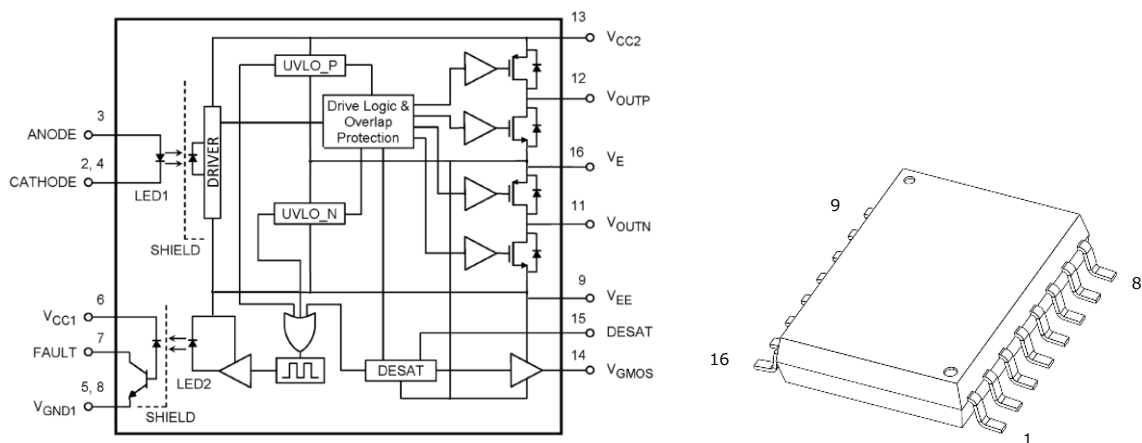 13
VCC2
UVLO_P
12
VOUTP
Drive Logic &
Overlap
Protection
3
ANODE
DRIVER
2, 4
CATHODE
LED1
16
VE
UVLO_N
11
VOUTN
SHIELD
9
VEE
6
VCC1
15
DESAT
7
FAULT
LED2
14
VGMOS
DESAT
5, 8
VGND1
SHIELD
9
8
16
1